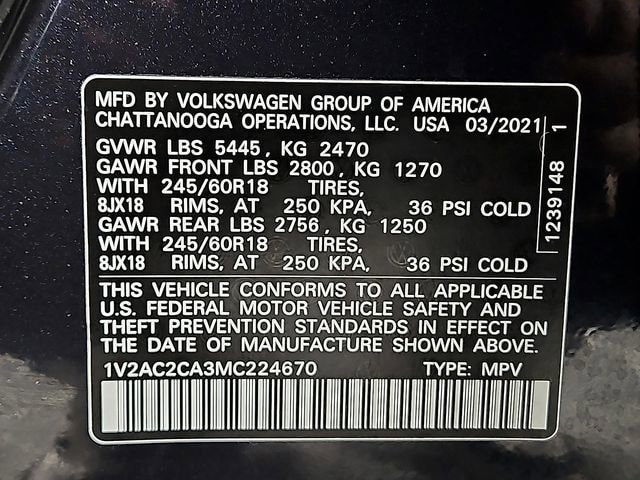 MFD BY VOLKSWAGEN GROUP OF AMERICA
CHATTANOOGA OPERATIONS, LLC. USA 03/2021
GVWR LBS 5445, KG 2470
GAWR FRONT LBS 2800, KG 1270
WITH 245/60R18 TIRES,
8JX18 RIMS, AT 250 KPA, 36 PSI COLD
GAWR REAR LBS 2756, KG 1250
WITH 245/60R18 TIRES,
8JX18 RIMS, AT 250 KPA, 36 PSI COLD
1239148 1
THIS VEHICLE CONFORMS TO ALL APPLICABLE
U.S. FEDERAL MOTOR VEHICLE SAFETY AND
THEFT PREVENTION STANDARDS IN EFFECT ON
THE DATE OF MANUFACTURE SHOWN ABOVE.
1V2AC2CA3MC224670 TYPE: MPV